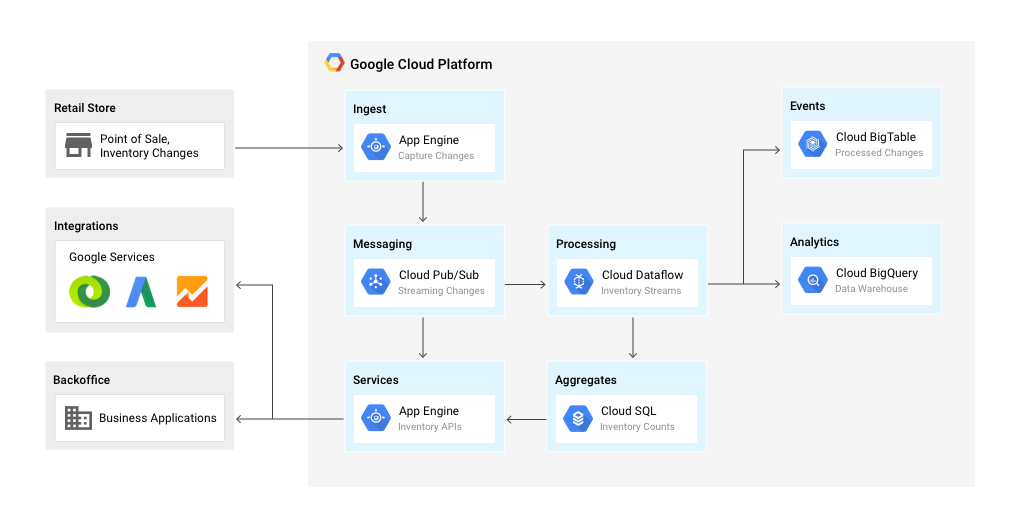 Google Cloud Platform
Retail Store
Point of Sale,
Inventory Changes
Ingest
App Engine
Capture Changes
Events
Cloud BigTable
Processed Changes
Integrations
Google Services
Messaging
Cloud Pub/Sub
Streaming Changes
Processing
Cloud Dataflow
Inventory Streams
Analytics
Cloud BigQuery
Data Warehouse
Backoffice
Business Applications
Services
App Engine
Inventory APIs
Aggregates
Cloud SQL
Inventory Counts